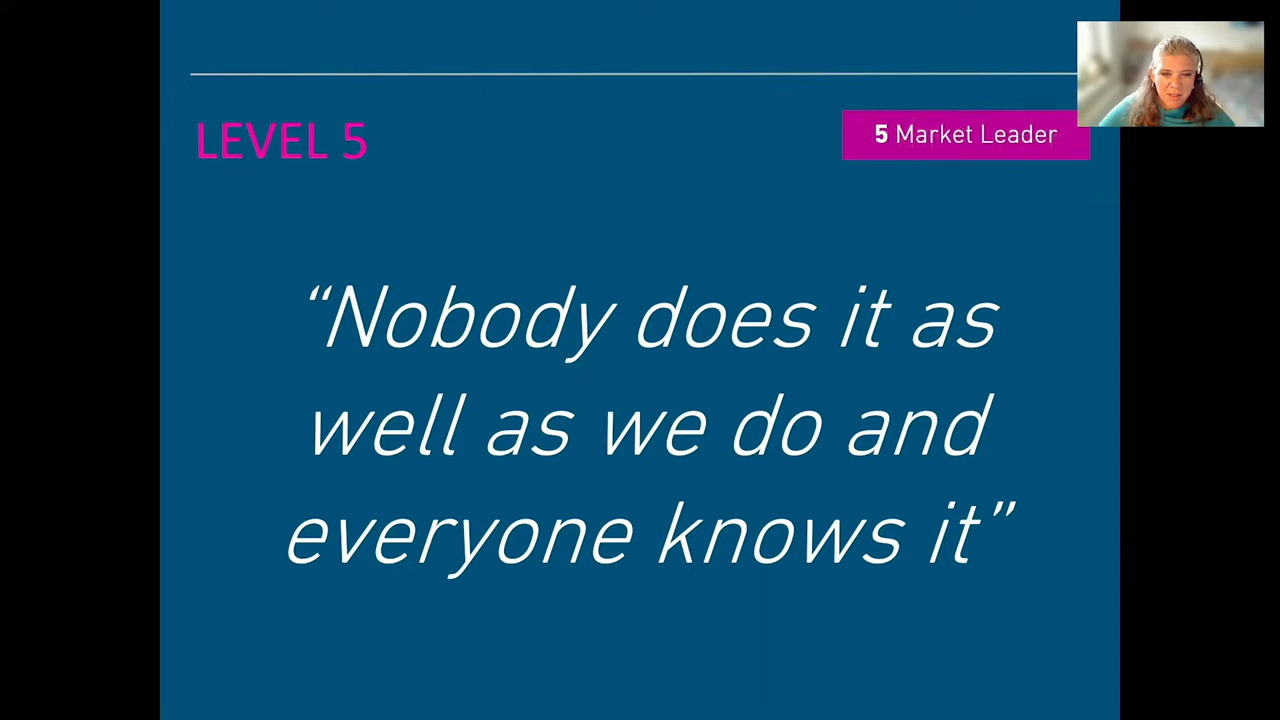 LEVEL 5
5 Market Leader
“Nobody does it as
well as we do and
everyone knows it”